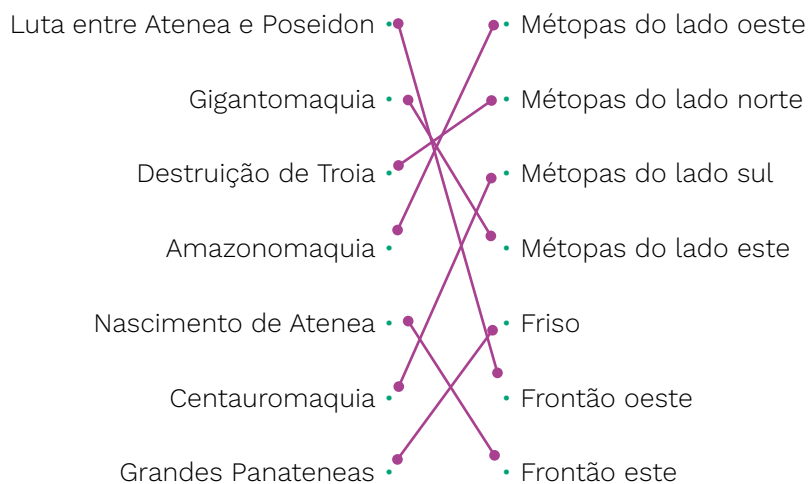 Luta entre Atenea e Poseidon
Métopas do lado oeste
Gigantomaquia
Métopas do lado norte
Destruição de Troia
Métopas do lado sul
Amazonomaquia
Métopas do lado este
Nascimento de Atenea
Friso
Centauromaquia
Frontão oeste
Grandes Panateneas
Frontão este